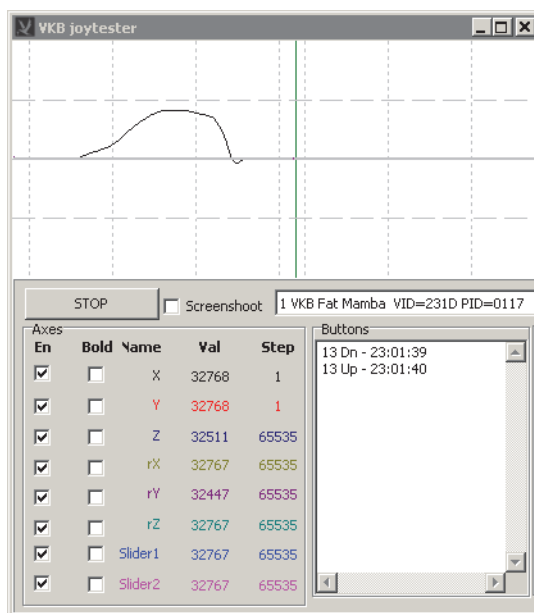 VKB joytester
STOP
Screenshoot
1 VKB Fat Mamba VID=231D PID=0117
Axes
En Bold Name Val Step
X 32768 1
Y 32768 1
Z 32511 65535
rX 32767 65535
rY 32447 65535
rZ 32767 65535
Slider1 32767 65535
Slider2 32767 65535
Buttons
13 Dn - 23:01:39
13 Up - 23:01:40